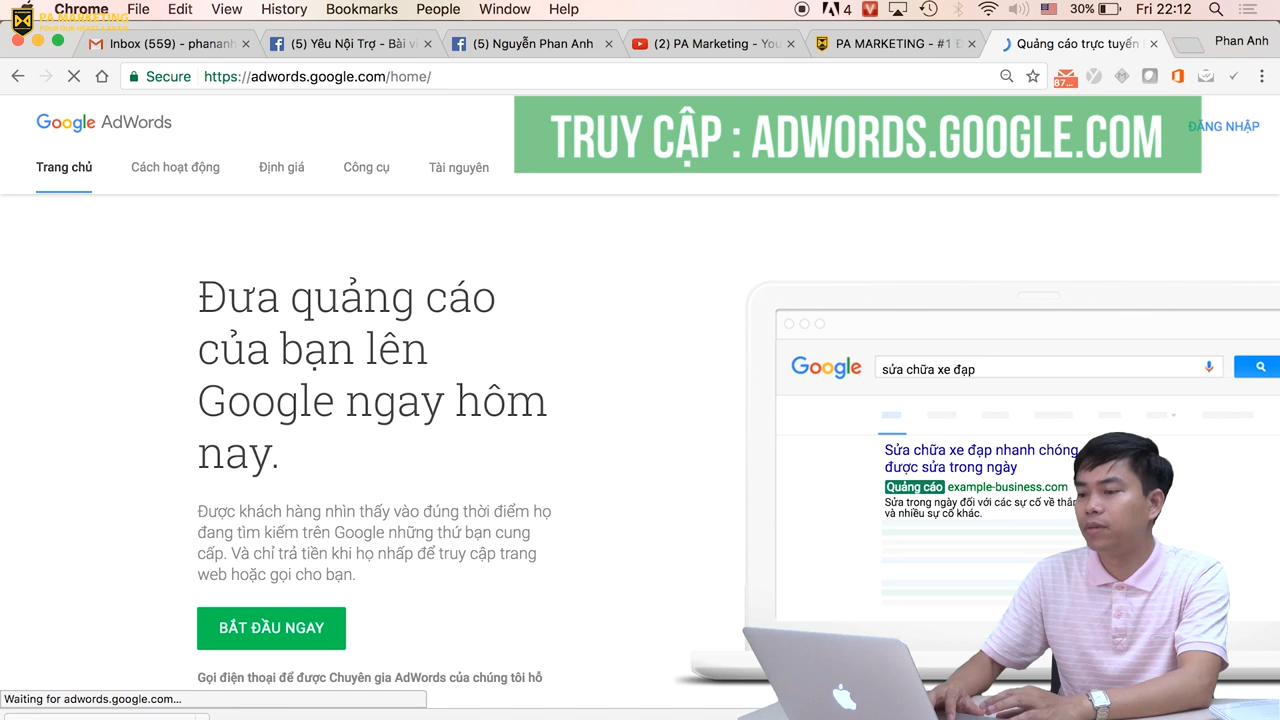 Chrome File Edit View History Bookmarks People Window Help
4
30%
Fri 22:12
PA MARKETING
Inbox (559) - phananh
(5) Yêu Nội Trợ - Bài vi
(5) Nguyễn Phan Anh
(2) PA Marketing - You
PA MARKETING - #1 D
Quảng cáo trực tuyến
Phan Anh
Secure
https://adwords.google.com/home/
Google AdWords
TRUY CẬP : ADWORDS.GOOGLE.COM
ĐĂNG NHẬP
Trang chủ
Cách hoạt động
Định giá
Công cụ
Tài nguyên
Đưa quảng cáo
của bạn lên
Google ngay hôm
nay.
Được khách hàng nhìn thấy vào đúng thời điểm họ
đang tìm kiếm trên Google những thứ bạn cung
cấp. Và chỉ trả tiền khi họ nhấp để truy cập trang
web hoặc gọi cho bạn.
BẮT ĐẦU NGAY
Gọi điện thoại để được Chuyên gia AdWords của chúng tôi hỗ
Waiting for adwords.google.com...
Google
sửa chữa xe đạp
Sửa chữa xe đạp nhanh chóng
được sửa trong ngày
Quảng cáo example-business.com
Sửa trong ngày đối với các sự cố về
và nhiều sự cố khác.